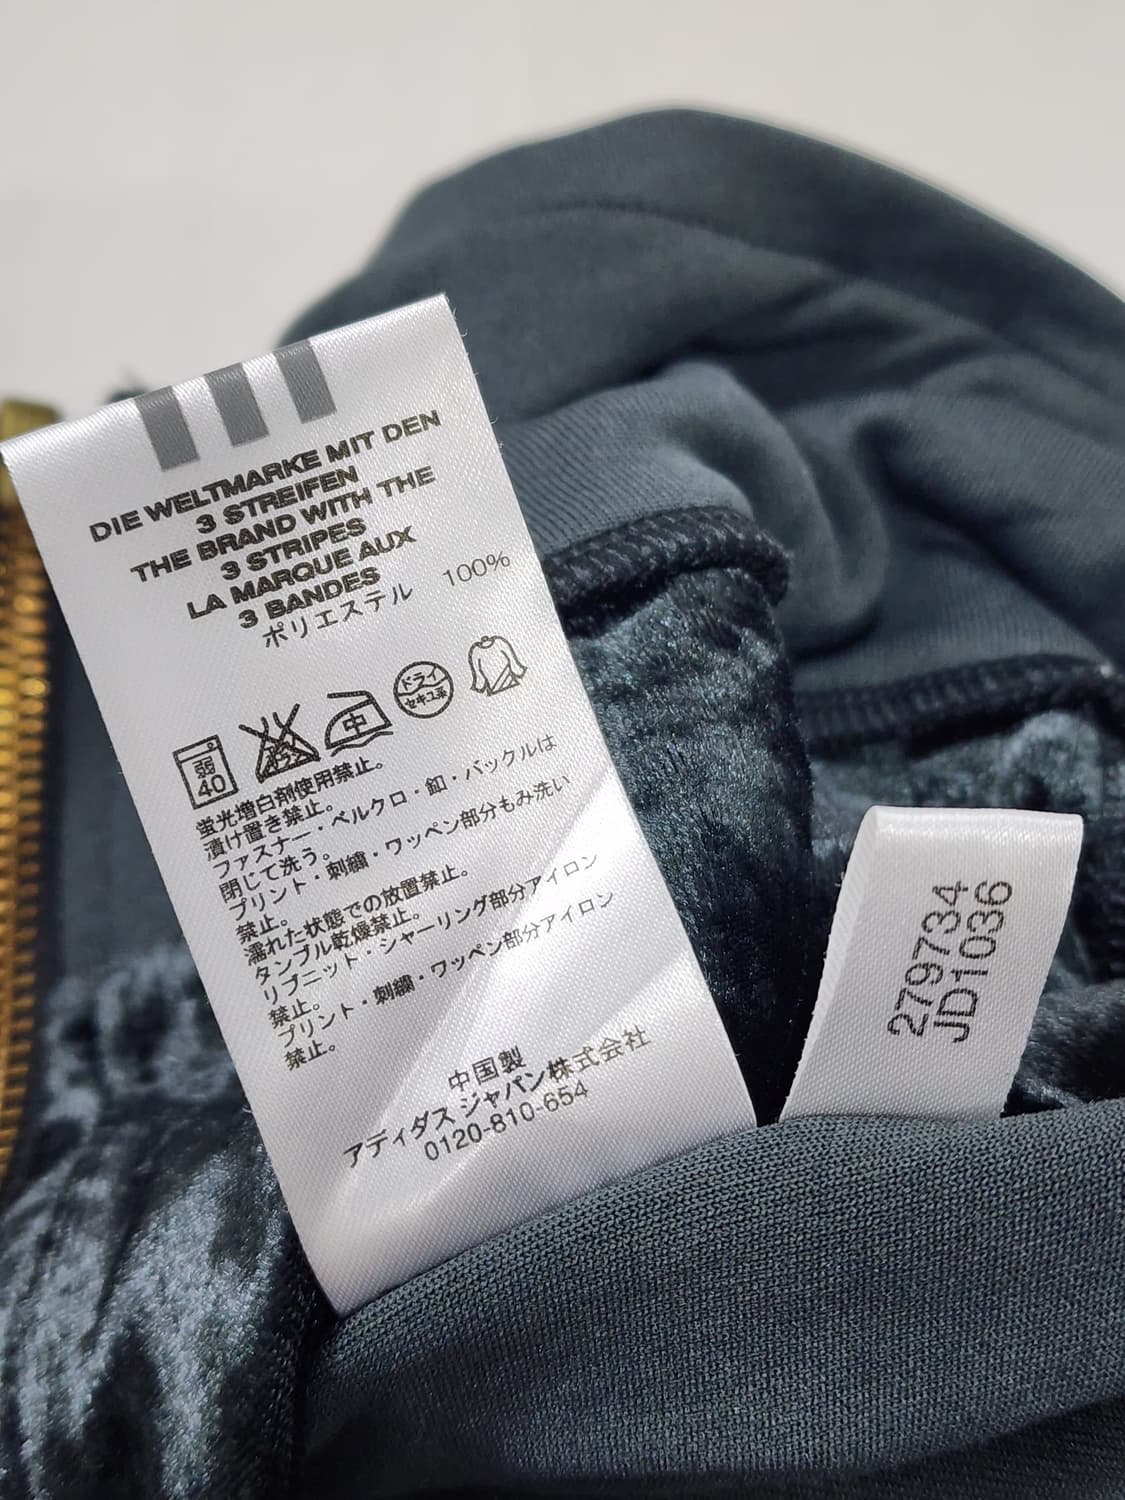 DIE WELTMARKE MIT DEN
3 STREIFEN
THE BRAND WITH THE
3 STRIPES
LA MARQUE AUX
3 BANDES
ポリエステル 100%
弱
40
中
ドライ
セキユ系
蛍光増白剤使用禁止。
漬け置き禁止。
ファスナー・ベルクロ・釦・バックルは
閉じて洗う。
プリント・刺繍・ワッペン部分もみ洗い
禁止。
濡れた状態での放置禁止。
タンブル乾燥禁止。
リブニット・シャーリング部分アイロン
禁止。
プリント・刺繍・ワッペン部分アイロン
禁止。
中国製
アディダス ジャパン株式会社
0120-810-654
279734
JD1036